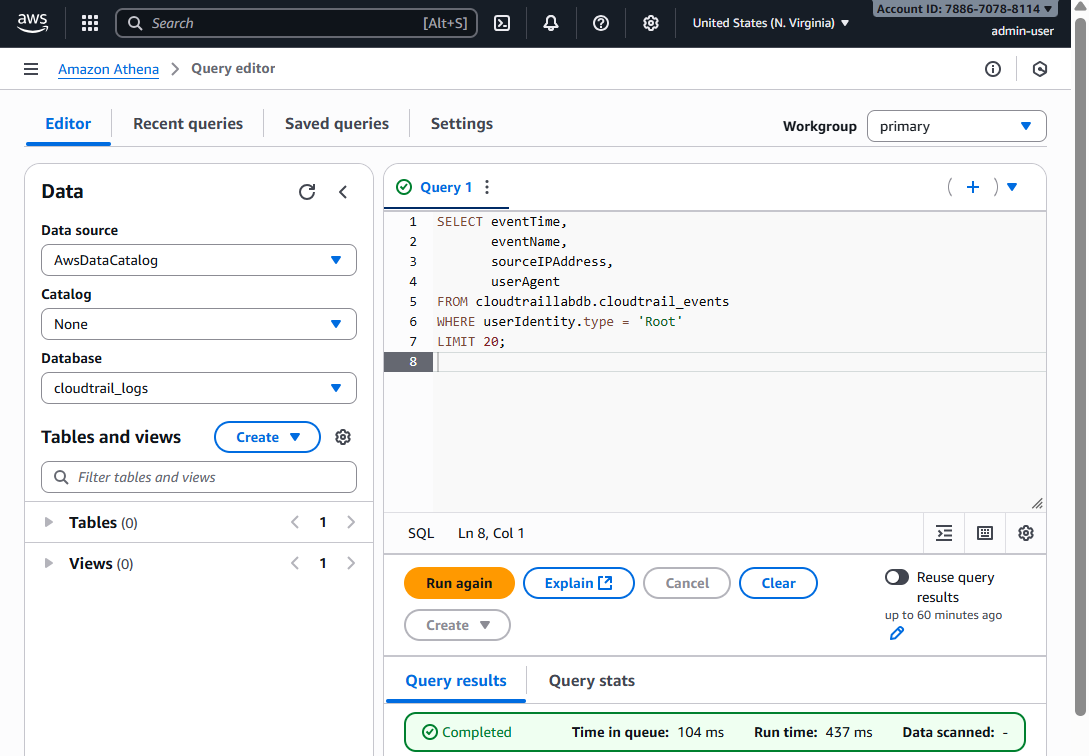 aws
Search [Alt+S]
United States (N. Virginia)
Account ID: 7886-7078-8114
admin-user
Amazon Athena Query editor
Editor
Recent queries
Saved queries
Settings
Workgroup
primary
Data
Data source
AwsDataCatalog
Catalog
None
Database
cloudtrail_logs
Tables and views
Create
Filter tables and views
Tables (0) 1
Views (0) 1
Query 1
1 SELECT eventTime,
2 eventName,
3 sourceIPAddress,
4 userAgent
5 FROM cloudtraillabdb.cloudtrail_events
6 WHERE userIdentity.type = 'Root'
7 LIMIT 20;
8
SQL Ln 8, Col 1
Run again
Explain
Cancel
Clear
Create
Reuse query
results
up to 60 minutes ago
Query results
Query stats
Completed
Time in queue: 104 ms
Run time: 437 ms
Data scanned: -